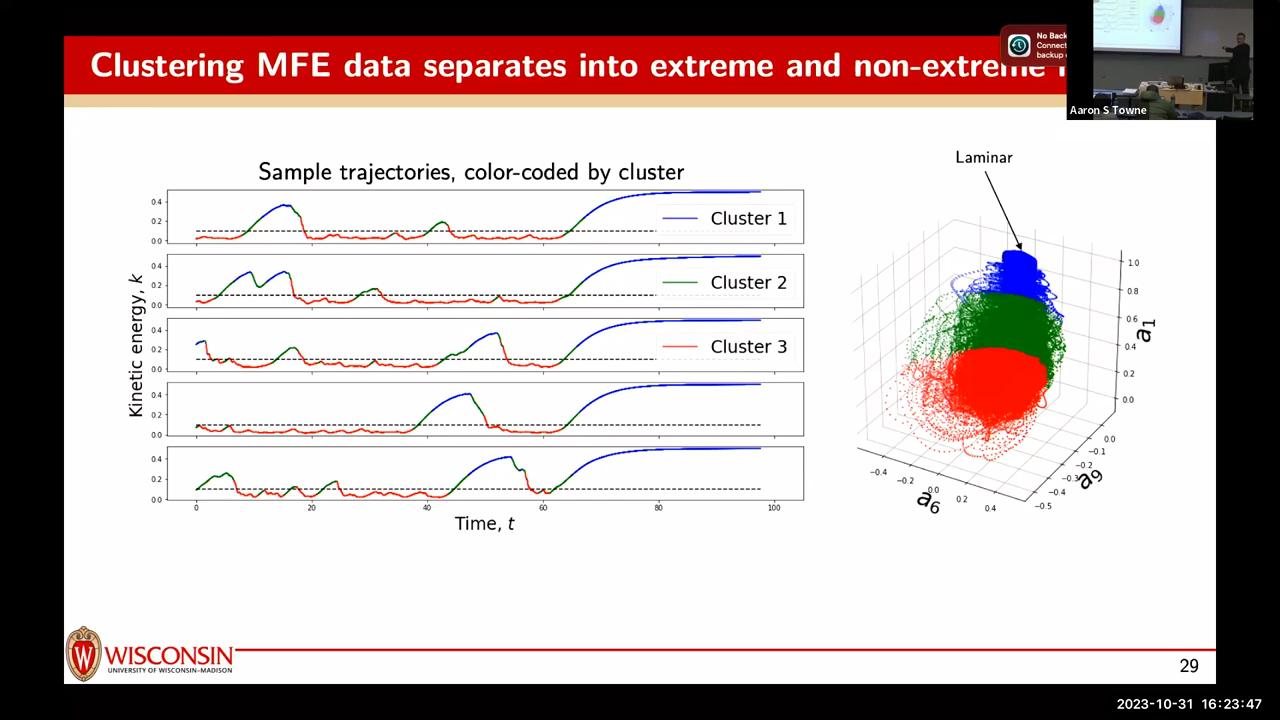 Clustering MFE data separates into extreme and non-extreme
No Back
Connect
backup
Aaron S Towne
Laminar
Sample trajectories, color-coded by cluster
Kinetic energy, k
0.4
0.2
0.0
Cluster 1
0.4
0.2
0.0
Cluster 2
0.4
0.2
0.0
Cluster 3
0.4
0.2
0.0
0.4
0.2
0.0
0 20 40 60 80 100
Time, t
1.0
0.8
0.6
0.4
0.2
0.0
a1
0.0
−0.1
−0.2
−0.3
−0.4
−0.5
a9
−0.4 −0.2 0.0 0.2 0.4
a6
WISCONSIN
UNIVERSITY OF WISCONSIN–MADISON
29
2023-10-31 16:23:47